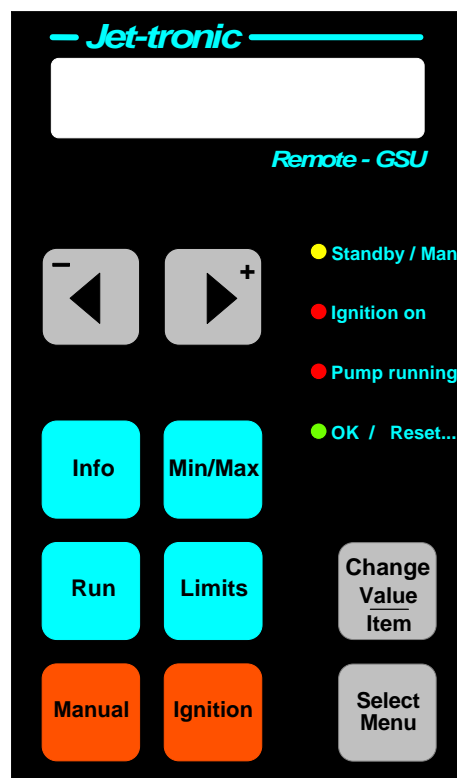 Jet-tronic
Remote - GSU
−
+
Standby / Man
Ignition on
Pump running
OK / Reset...
Info
Min/Max
Run
Limits
Change
Value
Item
Manual
Ignition
Select
Menu